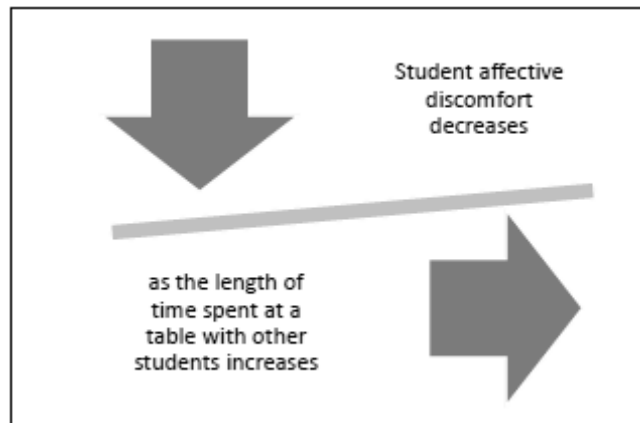 Student affective
discomfort
decreases
as the length of
time spent at a
table with other
students increases